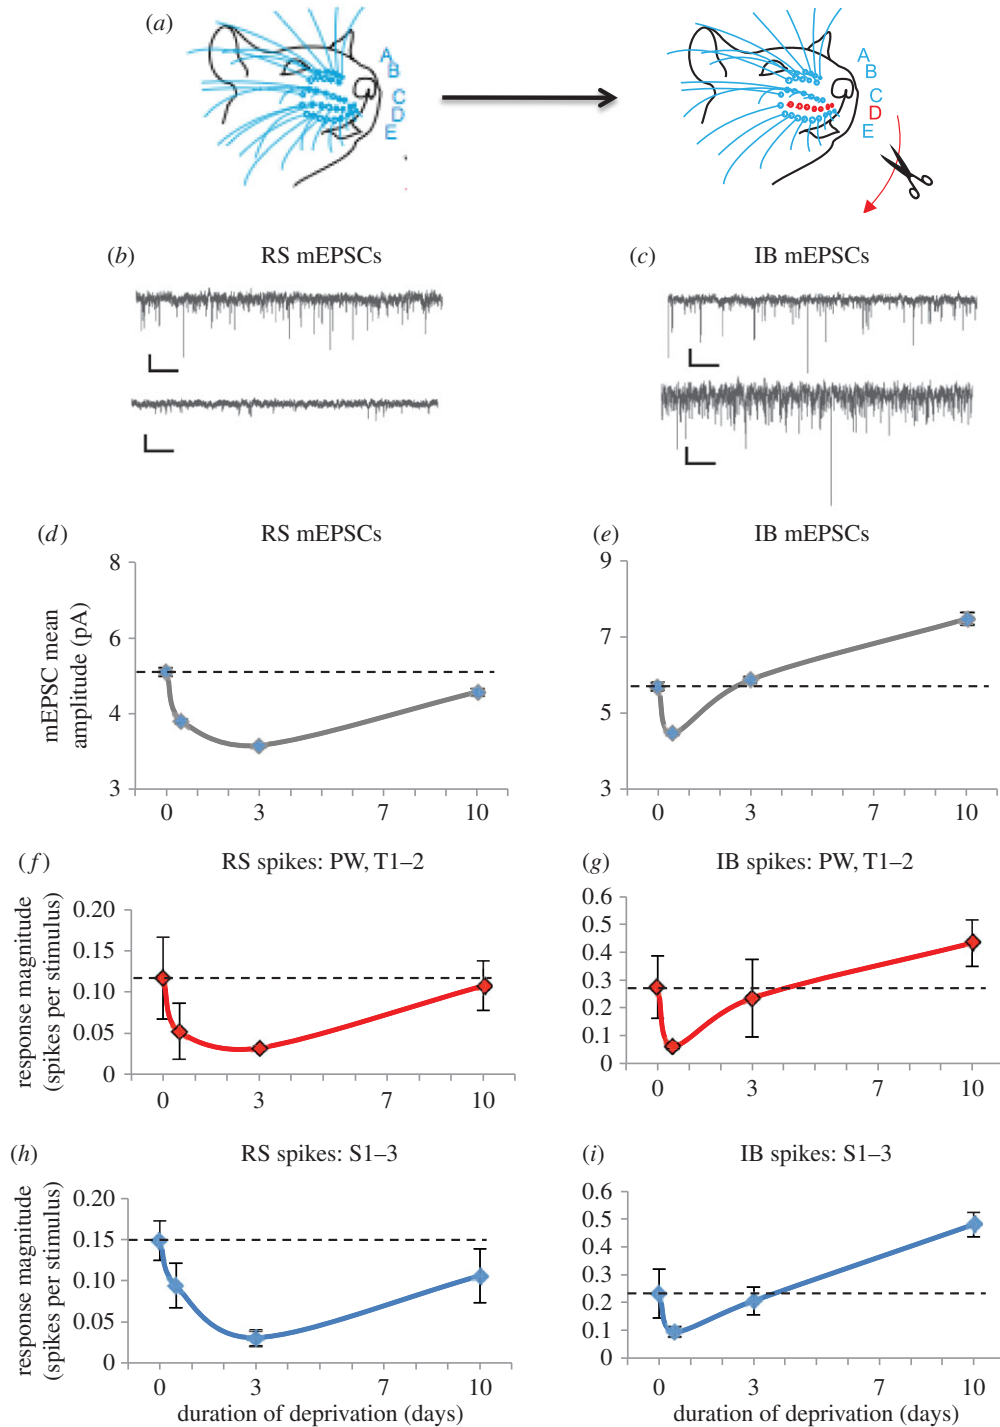 (a)
A
B
C
D
E
A
B
C
D
E
(b) RS mEPSCs
(c) IB mEPSCs
(d) RS mEPSCs
mEPSC mean
amplitude (pA)
8
6
4
3
0 3 7 10
(e) IB mEPSCs
9
7
5
3
0 3 7 10
(f) RS spikes: PW, T1–2
response magnitude
(spikes per stimulus)
0.20
0.15
0.10
0.05
0
0 3 7 10
(g) IB spikes: PW, T1–2
0.6
0.5
0.4
0.3
0.2
0.1
0
0 3 7 10
(h) RS spikes: S1–3
response magnitude
(spikes per stimulus)
0.20
0.15
0.10
0.05
0
0 3 7 10
duration of deprivation (days)
(i) IB spikes: S1–3
0.6
0.5
0.4
0.3
0.2
0.1
0
0 3 7 10
duration of deprivation (days)